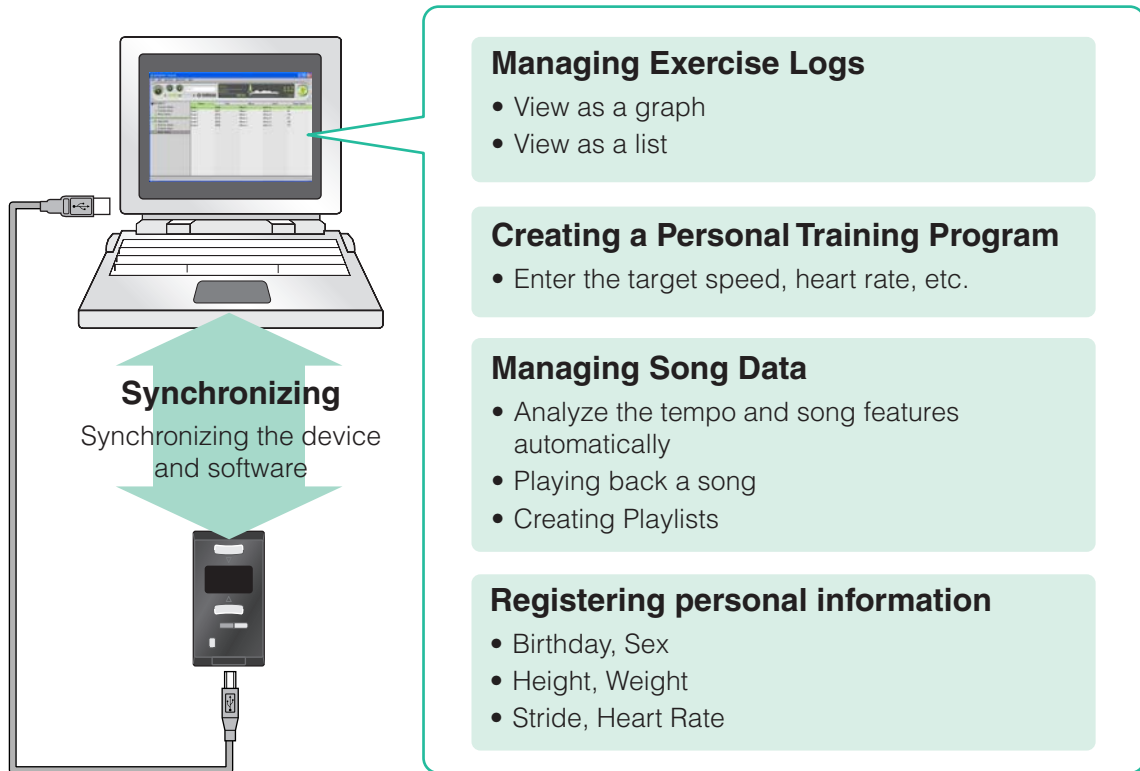 Managing Exercise Logs
• View as a graph
• View as a list
Creating a Personal Training Program
• Enter the target speed, heart rate, etc.
Synchronizing
Synchronizing the device
and software
Managing Song Data
• Analyze the tempo and song features
automatically
• Playing back a song
• Creating Playlists
Registering personal information
• Birthday, Sex
• Height, Weight
• Stride, Heart Rate